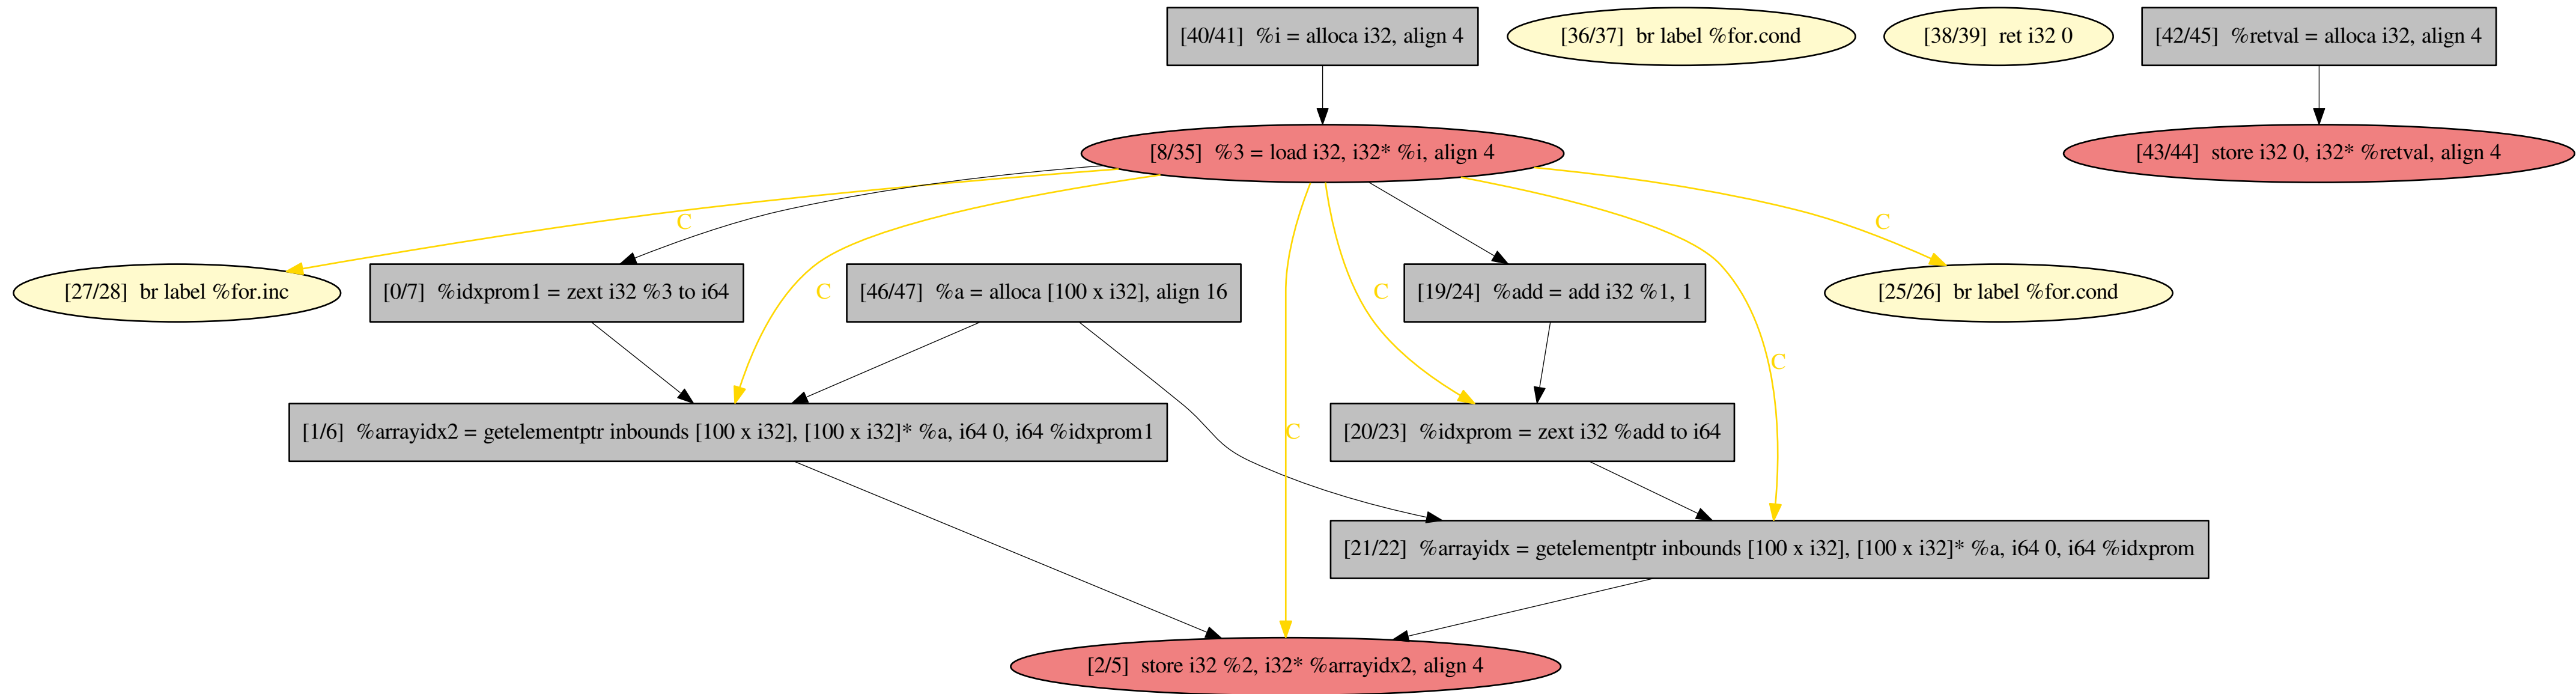 [40/41]  %i = alloca i32, align 4
[36/37]  br label %for.cond
[38/39]  ret i32 0
[42/45]  %retval = alloca i32, align 4
[8/35]  %3 = load i32, i32* %i, align 4
[43/44]  store i32 0, i32* %retval, align 4
C
C
[27/28]  br label %for.inc
[0/7]  %idxprom1 = zext i32 %3 to i64
C
[46/47]  %a = alloca [100 x i32], align 16
C
[19/24]  %add = add i32 %1, 1
[25/26]  br label %for.cond
C
[1/6]  %arrayidx2 = getelementptr inbounds [100 x i32], [100 x i32]* %a, i64 0, i64 %idxprom1
C
[20/23]  %idxprom = zext i32 %add to i64
[21/22]  %arrayidx = getelementptr inbounds [100 x i32], [100 x i32]* %a, i64 0, i64 %idxprom
[2/5]  store i32 %2, i32* %arrayidx2, align 4